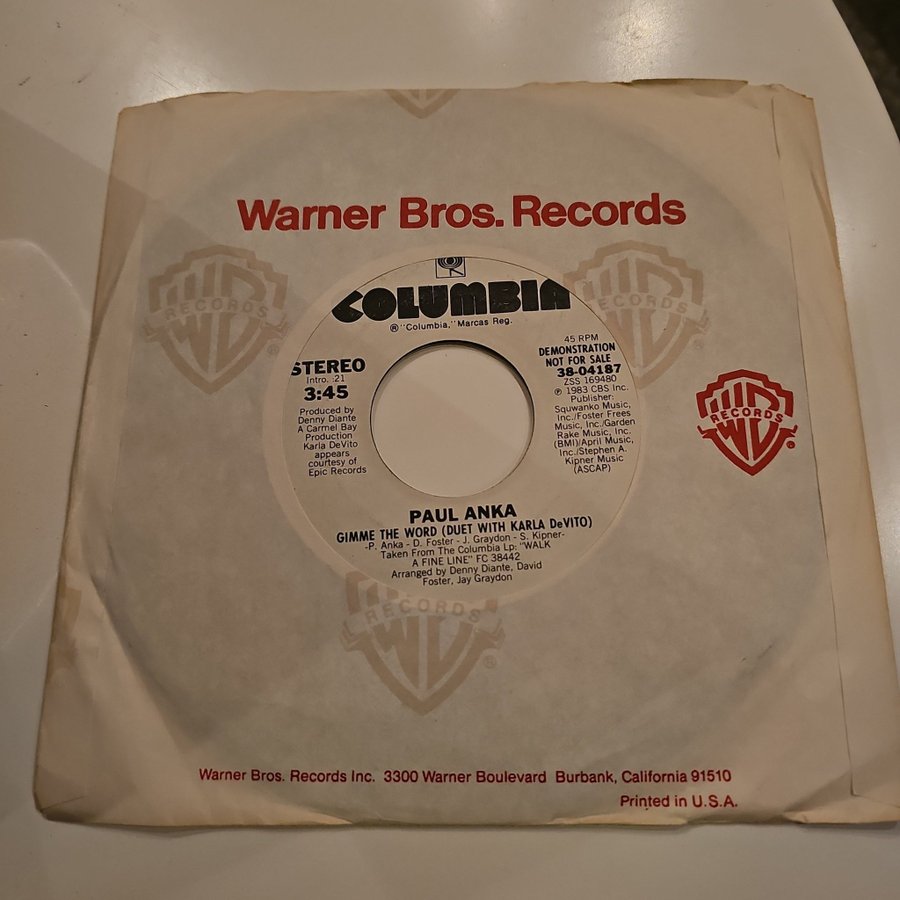 Warner Bros. Records
RECORDS
RECORDS
COLUMBIA
® "Columbia," Marcas Reg.
STEREO
Intro. :21
3:45
Produced by
Denny Diante
A Carmel Bay
Production
Karla DeVito
appears
courtesy of
Epic Records
45 RPM
DEMONSTRATION
NOT FOR SALE
38-04187
ZSS 169480
℗ 1983 CBS Inc.
Publisher:
Squwanko Music,
Inc./Foster Frees
Music, Inc./Garden
Rake Music, Inc.
(BMI)/April Music,
Inc./Stephen A.
Kipner Music
(ASCAP)
RECORDS
PAUL ANKA
GIMME THE WORD (DUET WITH KARLA DeVITO)
-P. Anka - D. Foster - J. Graydon - S. Kipner-
Taken From The Columbia Lp: "WALK
A FINE LINE" FC 38442
Arranged by Denny Diante, David
Foster, Jay Graydon
RECORDS
Warner Bros. Records Inc. 3300 Warner Boulevard Burbank, California 91510
Printed in U.S.A.